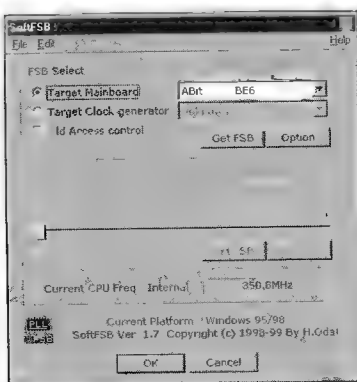 SoftFSB
File Edit Help
FSB Select
Target Mainboard ABit BE6
Target Clock generator
Id Access control
Get FSB Option
Current CPU Freq Internal 350,8MHz
PLL
Current Platform : Windows 95/98
SoftFSB Ver 1.7 Copyright (c) 1998-99 By H.Oda!
OK Cancel